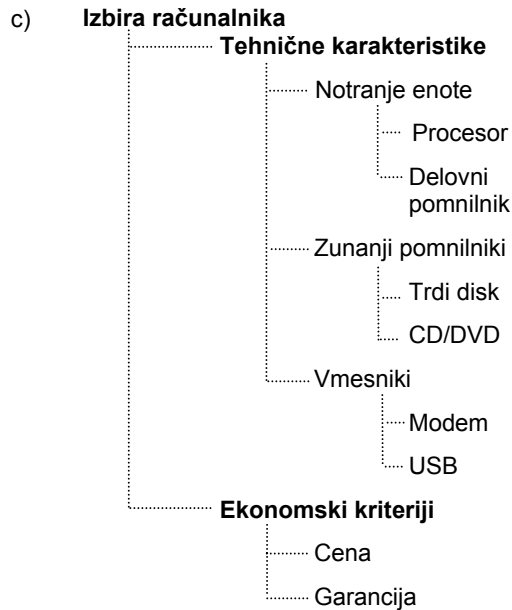 c) Izbira računalnika
Tehnične karakteristike
Notranje enote
Procesor
Delovni
pomnilnik
Zunanji pomnilniki
Trdi disk
CD/DVD
Vmesniki
Modem
USB
Ekonomski kriteriji
Cena
Garancija